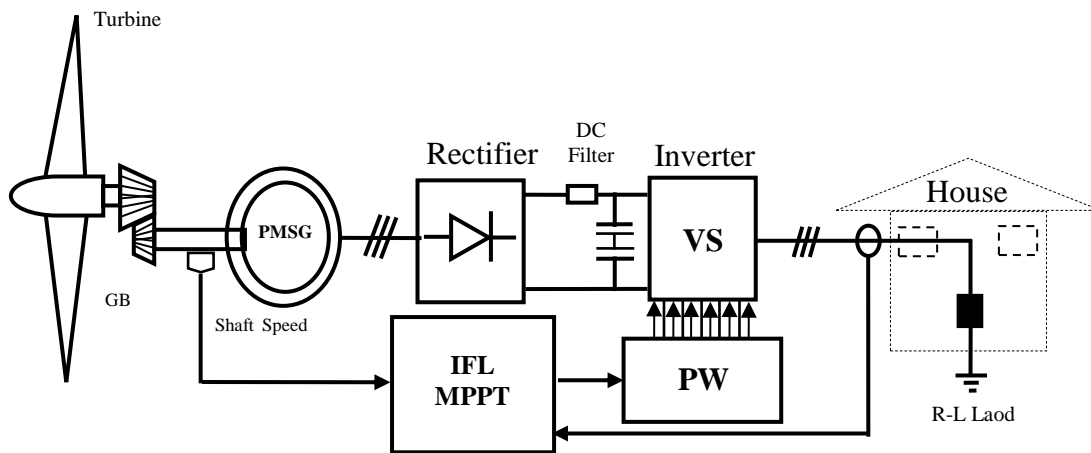 Turbine
DC
Filter
Rectifier
Inverter
House
PMSG
VS
GB
Shaft Speed
IFL
MPPT
PW
R-L Laod